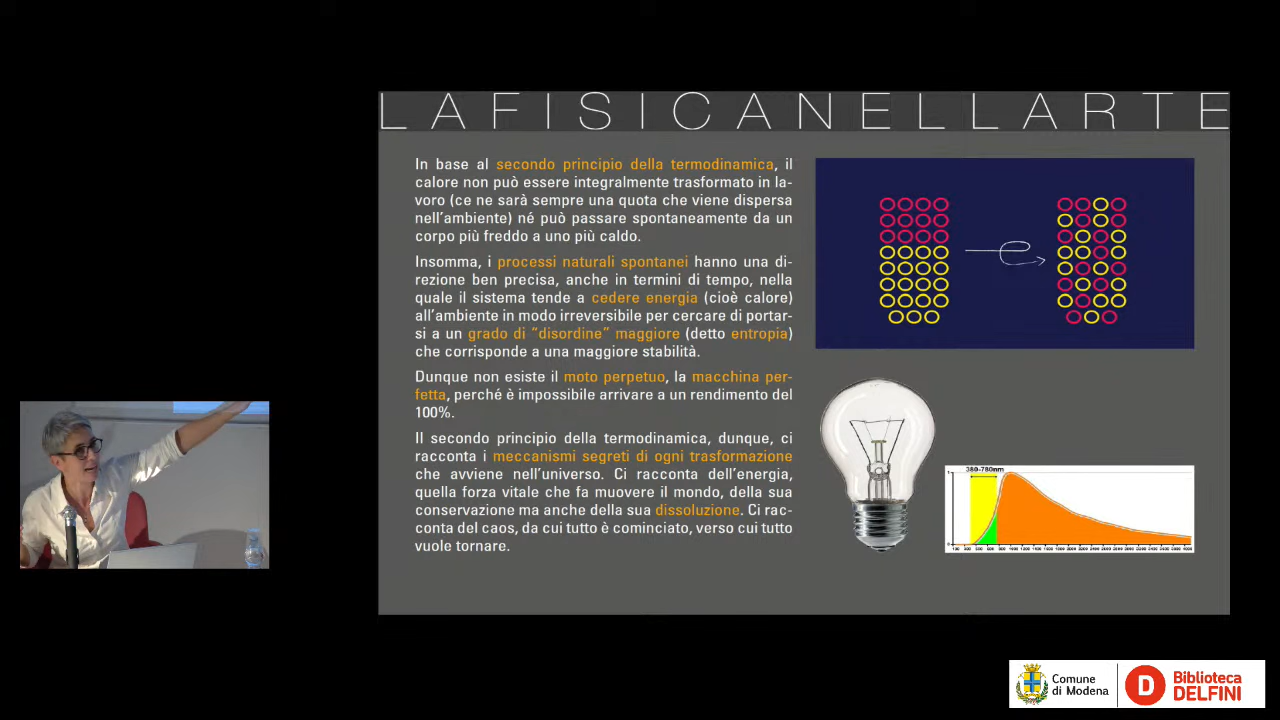 LAFISICANELLARTE
In base al secondo principio della termodinamica, il
calore non può essere integralmente trasformato in la-
voro (ce ne sarà sempre una quota che viene dispersa
nell'ambiente) né può passare spontaneamente da un
corpo più freddo a uno più caldo.
Insomma, i processi naturali spontanei hanno una di-
rezione ben precisa, anche in termini di tempo, nella
quale il sistema tende a cedere energia (cioè calore)
all'ambiente in modo irreversibile per cercare di portar-
si a un grado di "disordine" maggiore (detto entropia)
che corrisponde a una maggiore stabilità.
Dunque non esiste il moto perpetuo, la macchina per-
fetta, perché è impossibile arrivare a un rendimento del
100%.
Il secondo principio della termodinamica, dunque, ci
racconta i meccanismi segreti di ogni trasformazione
che avviene nell'universo. Ci racconta dell'energia,
quella forza vitale che fa muovere il mondo, della sua
conservazione ma anche della sua dissoluzione. Ci rac-
conta del caos, da cui tutto è cominciato, verso cui tutto
vuole tornare.
380-780nm
Comune
di Modena
D
Biblioteca
DELFINI